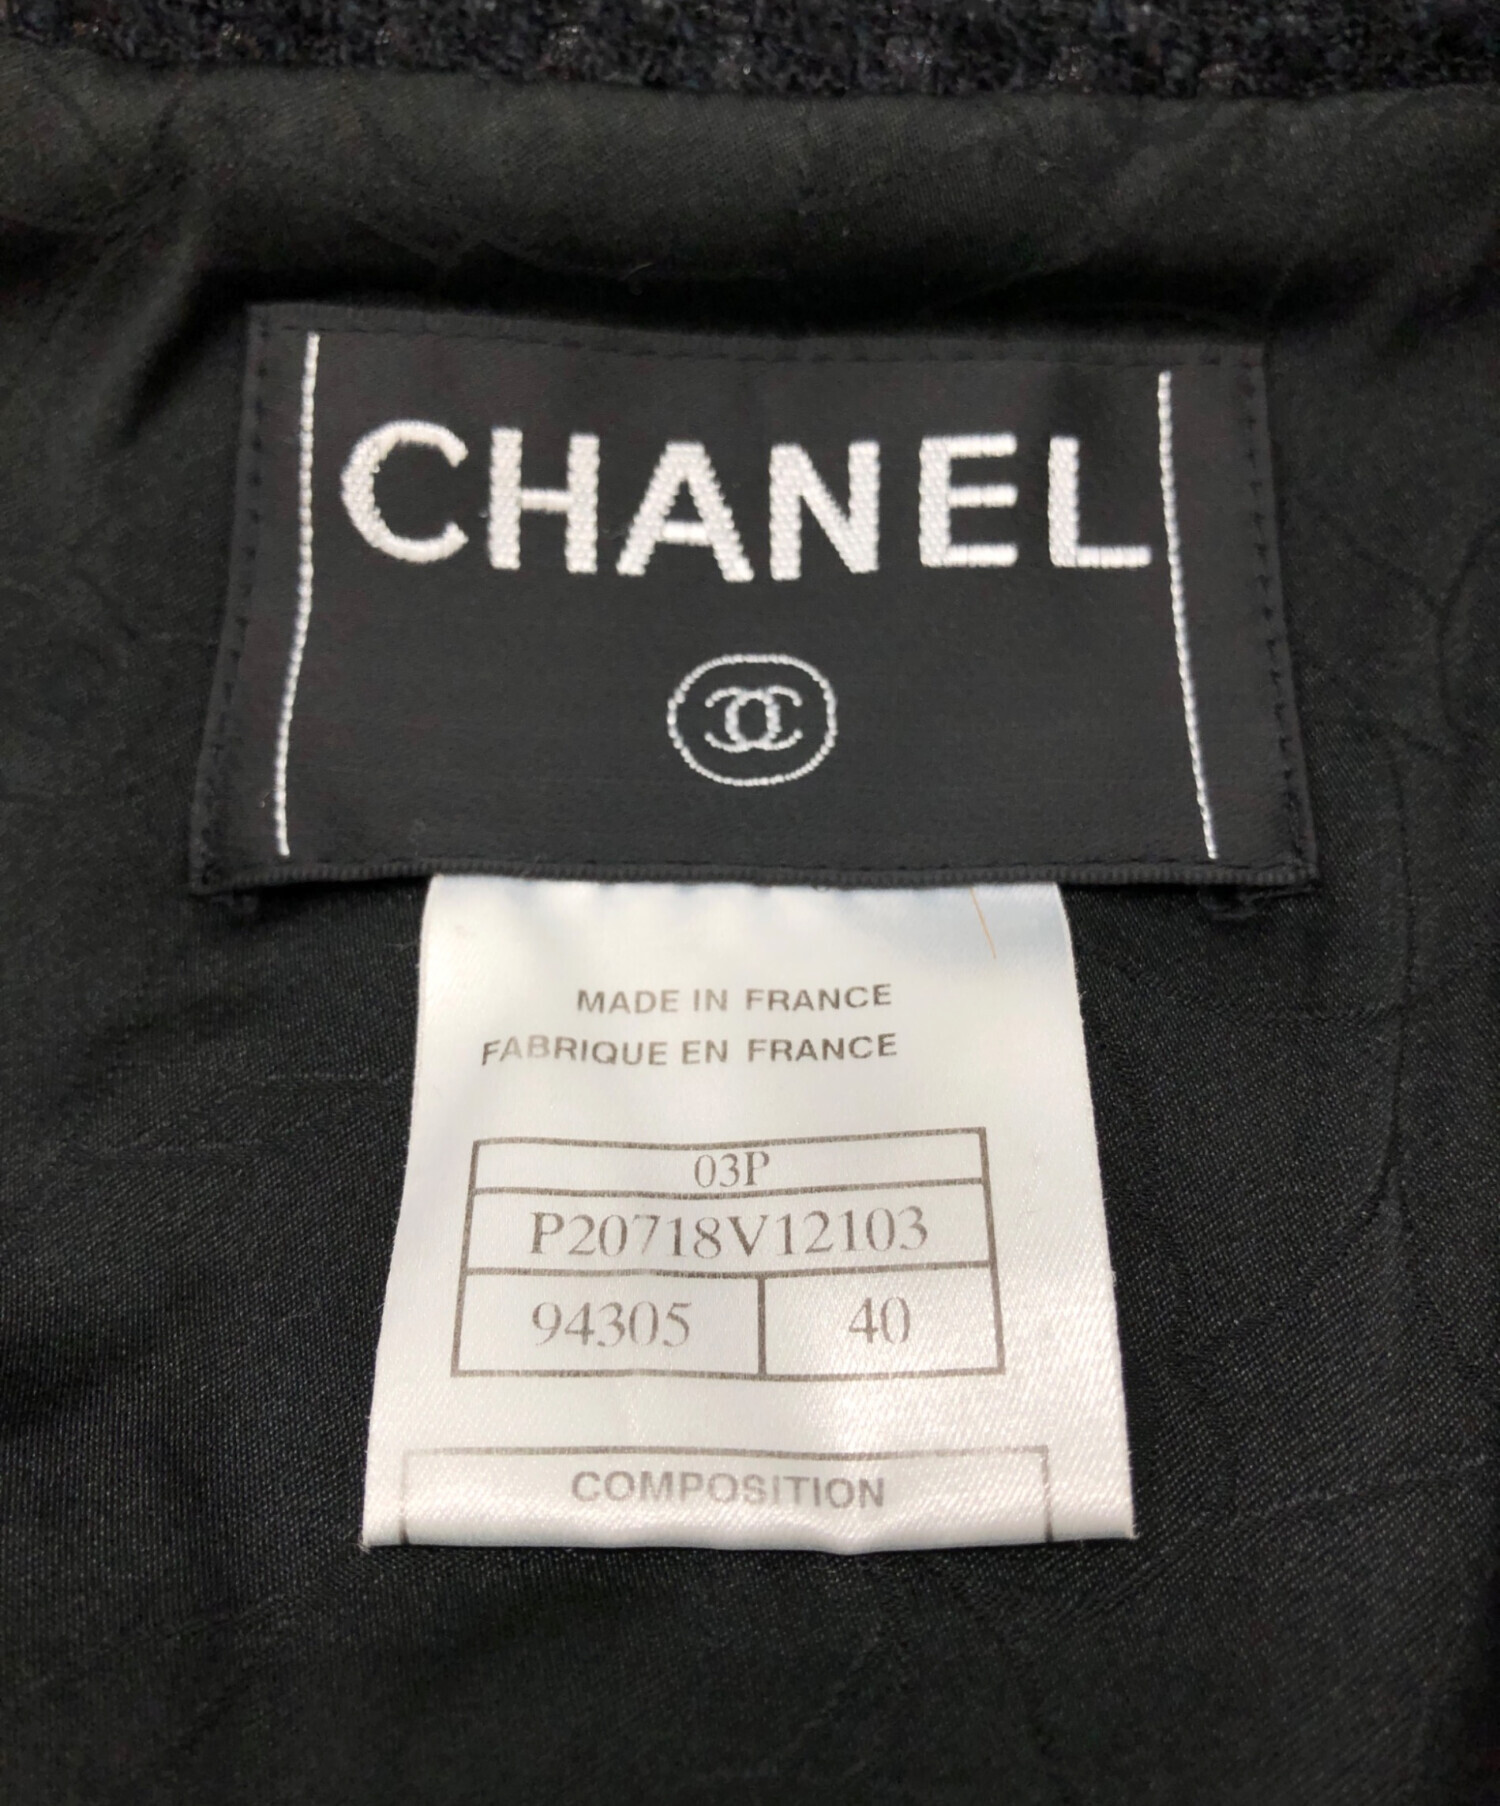 CHANEL
MADE IN FRANCE
FABRIQUE EN FRANCE
03P
P20718V12103
94305 40
COMPOSITION